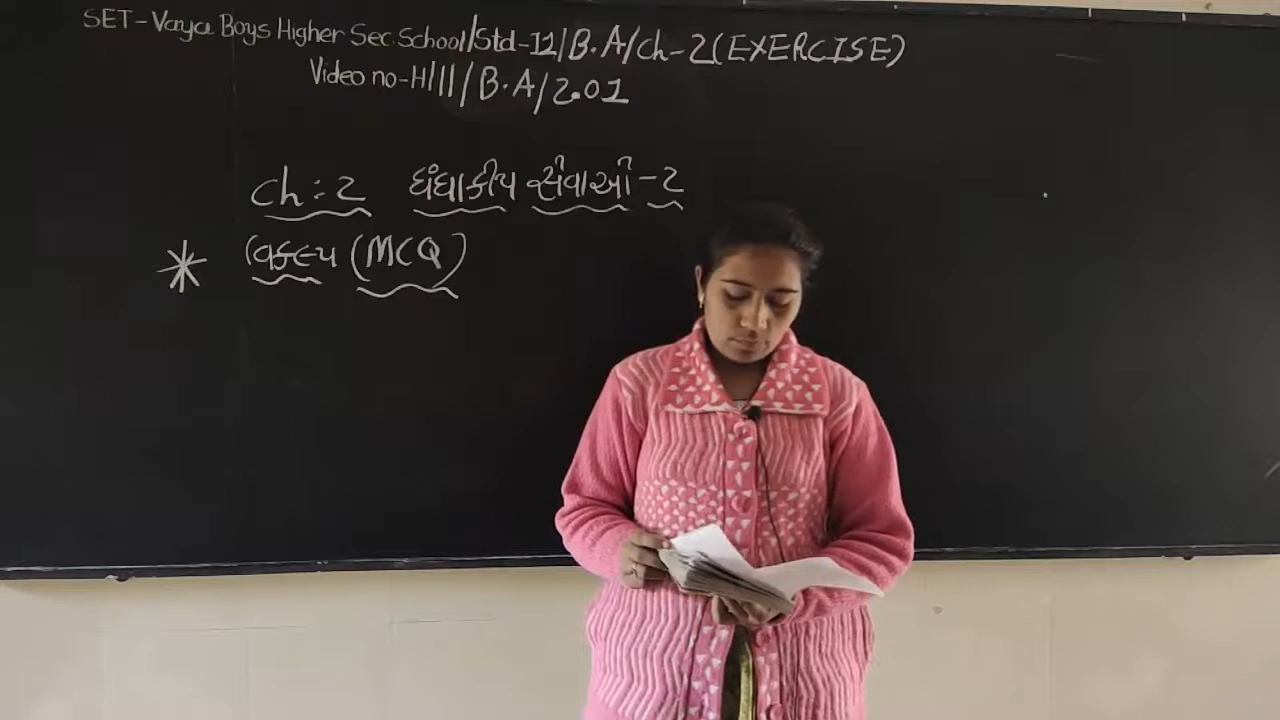 SET-Vaya Boys Higher Sec.School/Std-11/B.A/Ch-2(EXERCISE)
Video no-H/11/B.A/2.01
Ch:2 ધંધાકીય સેવાઓ-2
* વિકલ્પ (MCQ)